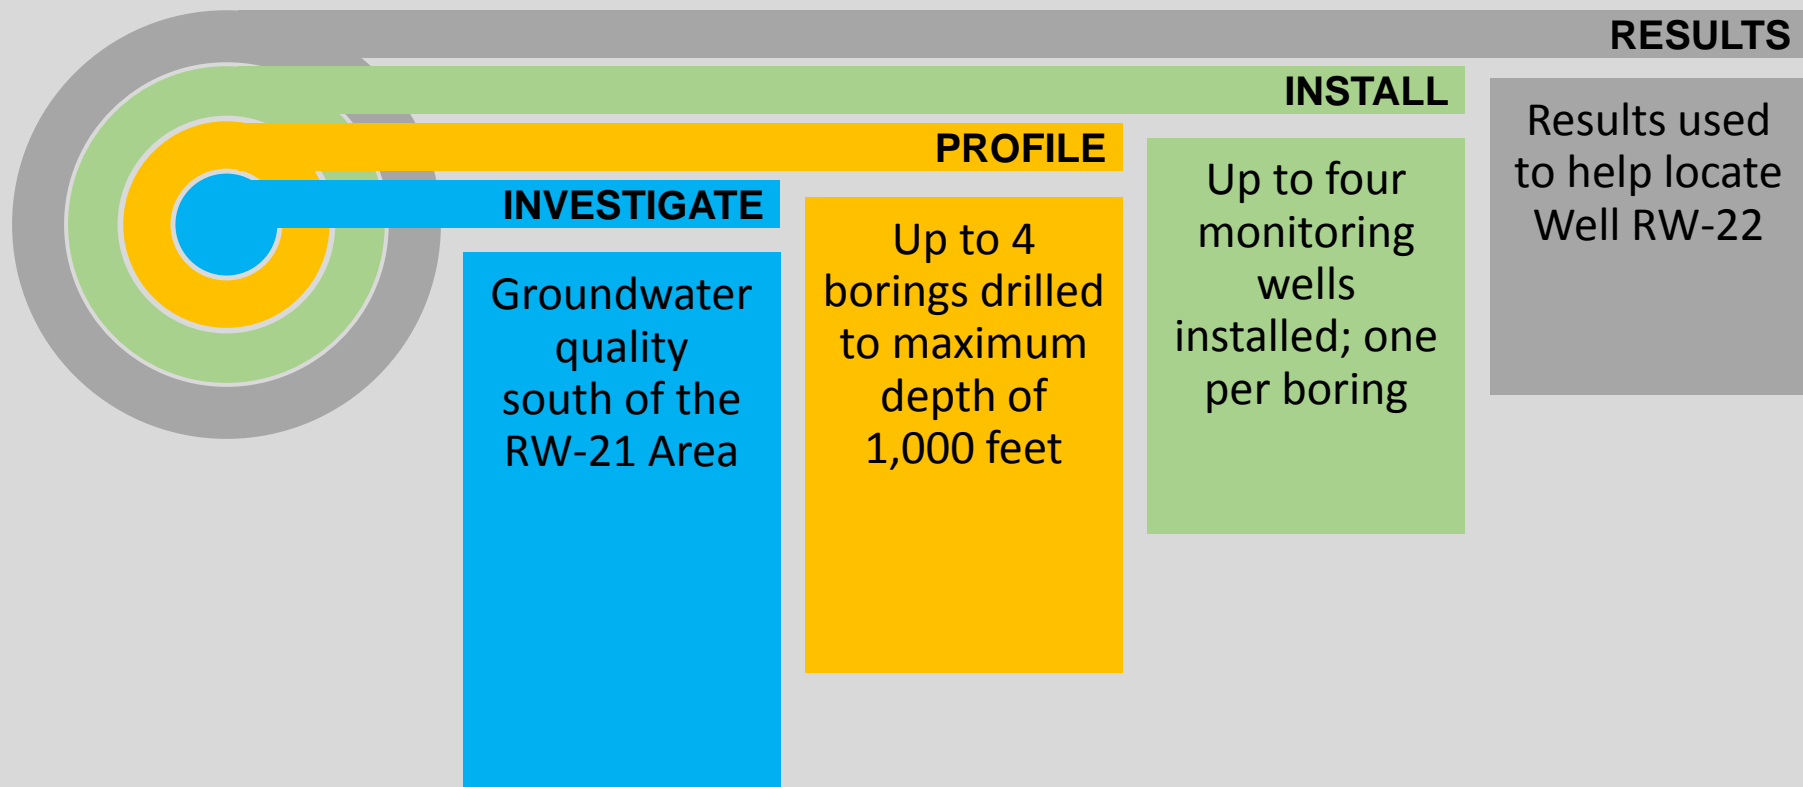 RESULTS
INSTALL
PROFILE
INVESTIGATE
Groundwater
quality
south of the
RW-21 Area
Up to 4
borings drilled
to maximum
depth of
1,000 feet
Up to four
monitoring
wells
installed; one
per boring
Results used
to help locate
Well RW-22